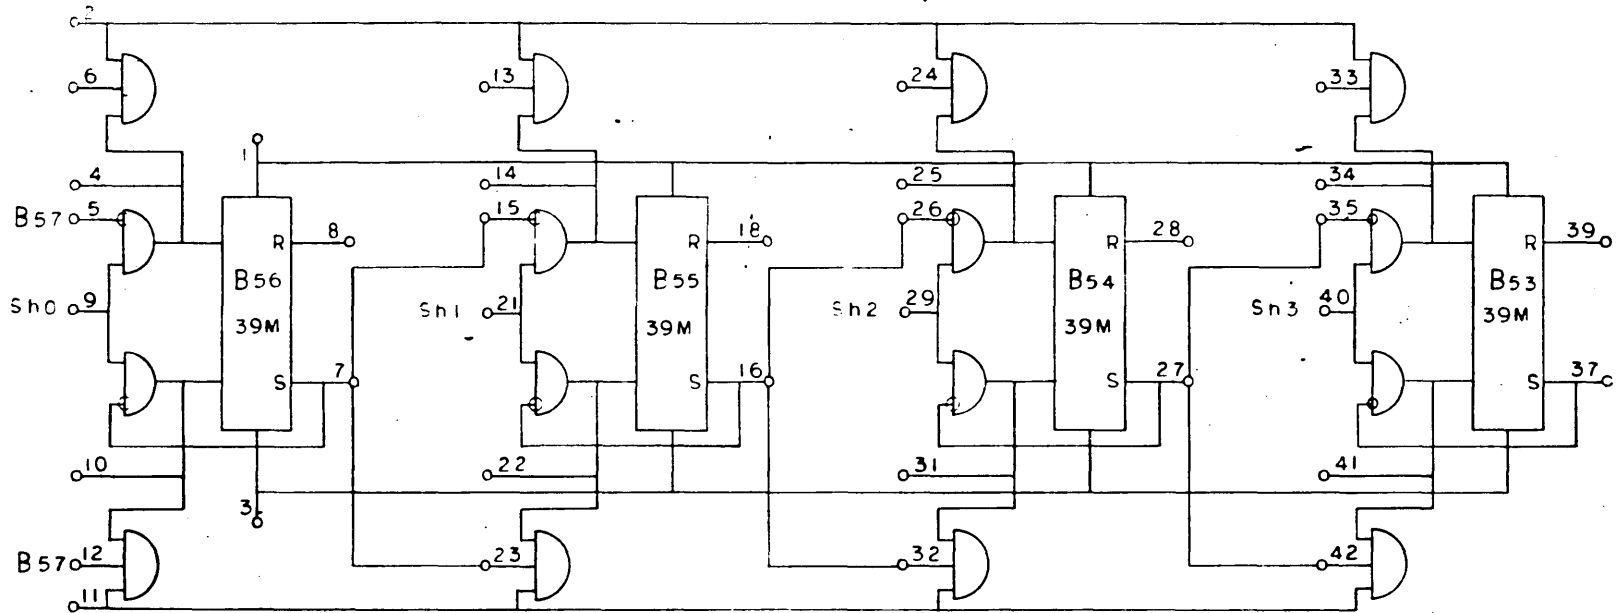 2
6 13 24 33
1
4 14 25 34
B57 5 15 26 35
8 18 28 39
R R R R
B56 B55 B54 B53
Sh0 9 Sh1 21 Sh2 29 Sh3 40
39M 39M 39M 39M
7 16 27 37
S S S S
10 22 31 41
3
B57 12 23 32 42
11